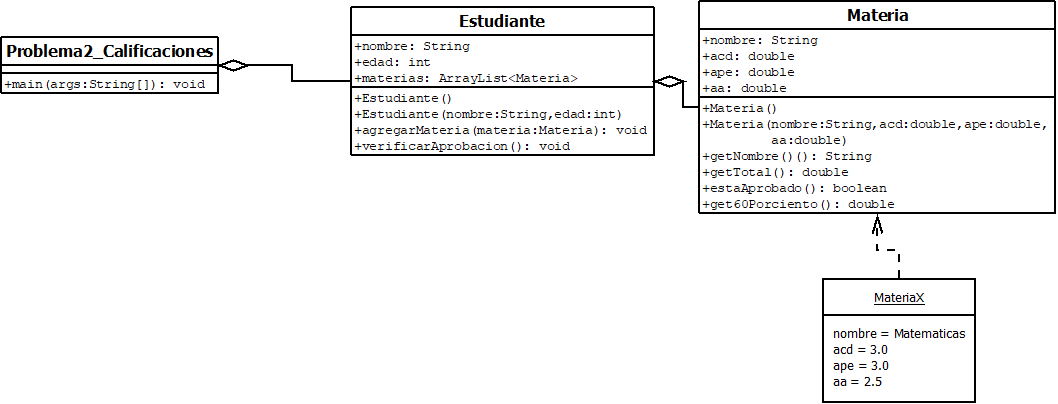 Problema2_Calificaciones
+main(args:String[]): void
Estudiante
+nombre: String
+edad: int
+materias: ArrayList<Materia>
+Estudiante()
+Estudiante(nombre:String,edad:int)
+agregarMateria(materia:Materia): void
+verificarAprobacion(): void
Materia
+nombre: String
+acd: double
+ape: double
+aa: double
+Materia()
+Materia(nombre:String,acd:double,ape:double,
aa:double)
+getNombre()(): String
+getTotal(): double
+estaAprobado(): boolean
+get60Porciento(): double
MateriaX
nombre = Matematicas
acd = 3.0
ape = 3.0
aa = 2.5